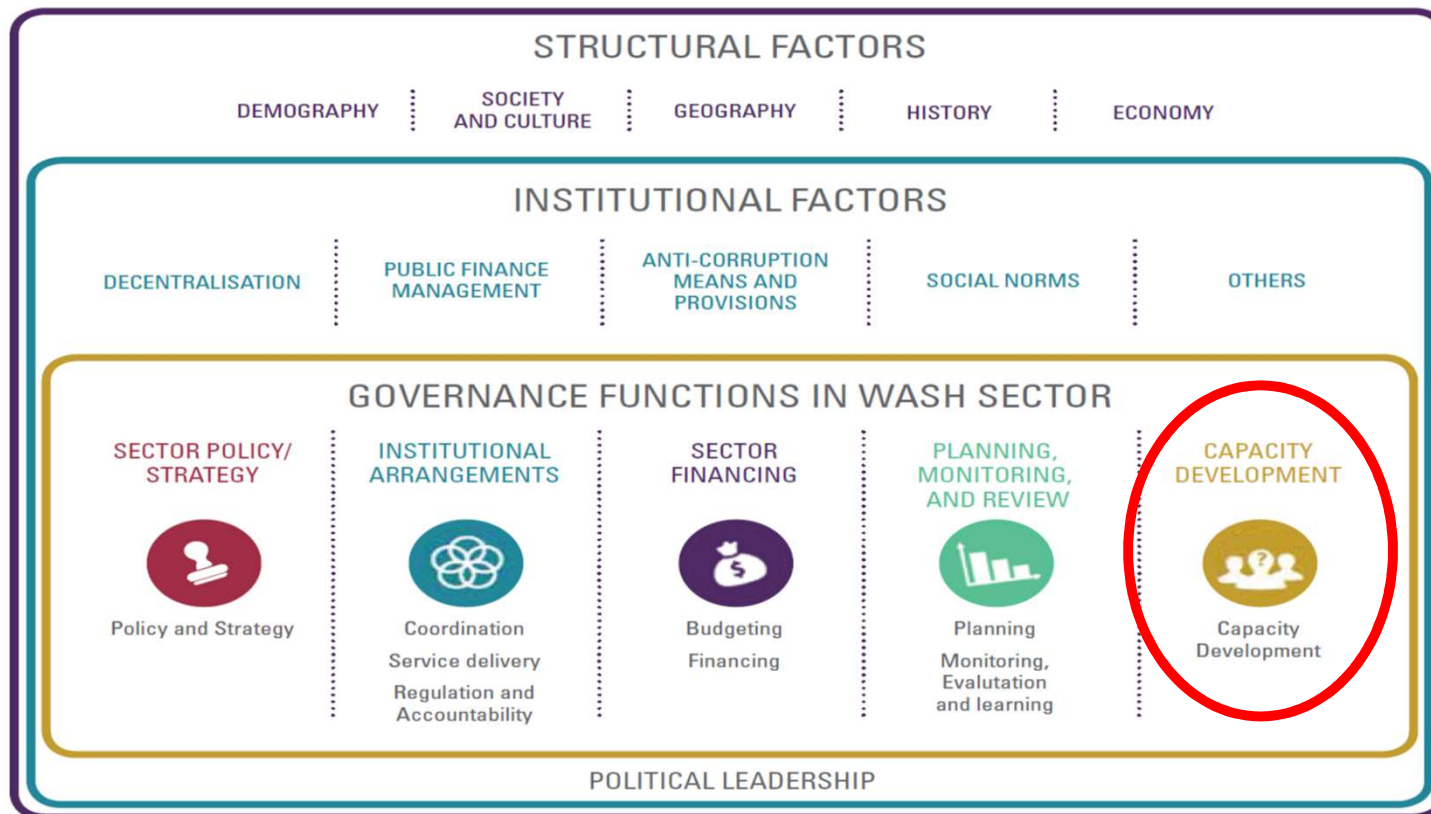 STRUCTURAL FACTORS
DEMOGRAPHY
SOCIETY
AND CULTURE
GEOGRAPHY
HISTORY
ECONOMY
INSTITUTIONAL FACTORS
DECENTRALISATION
PUBLIC FINANCE
MANAGEMENT
ANTI-CORRUPTION
MEANS AND
PROVISIONS
SOCIAL NORMS
OTHERS
GOVERNANCE FUNCTIONS IN WASH SECTOR
SECTOR POLICY/
STRATEGY
Policy and Strategy
INSTITUTIONAL
ARRANGEMENTS
Coordination
Service delivery
Regulation and
Accountability
SECTOR
FINANCING
$
Budgeting
Financing
PLANNING,
MONITORING,
AND REVIEW
Planning
Monitoring,
Evalutation
and learning
CAPACITY
DEVELOPMENT
?
Capacity
Development
POLITICAL LEADERSHIP